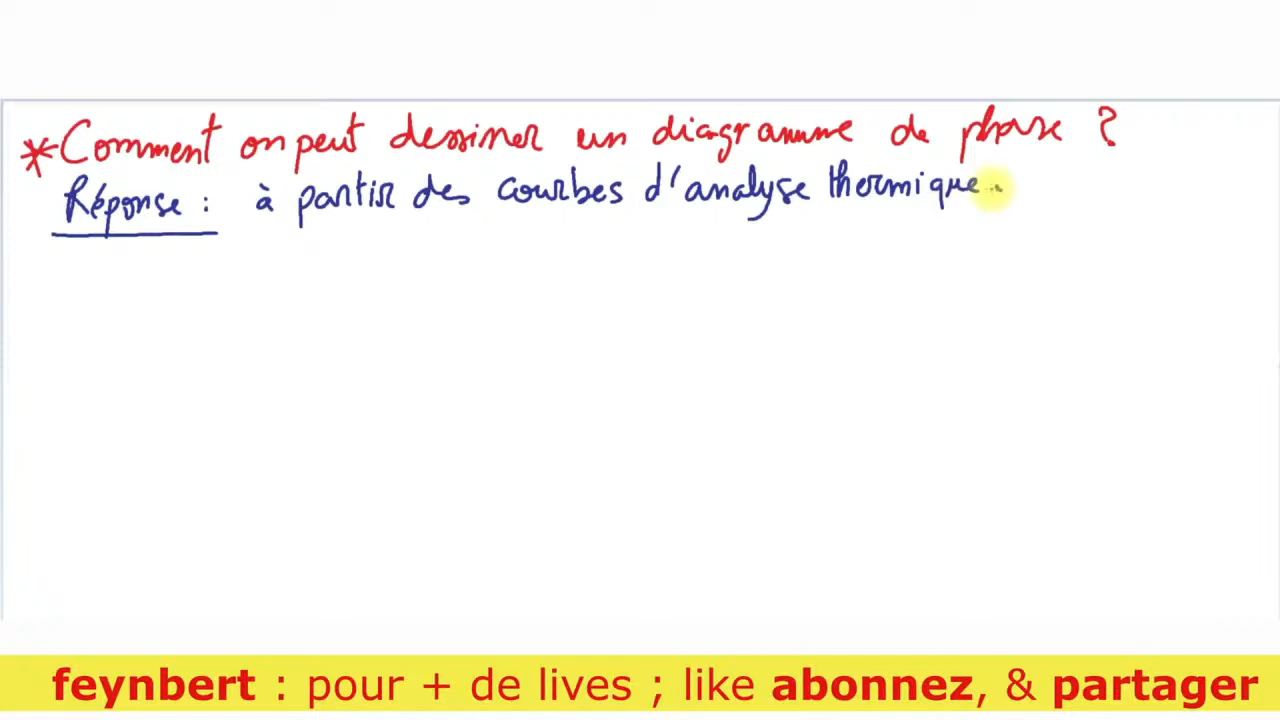 *Comment on peut dessiner un diagramme de phase ?
Réponse : à partir des courbes d'analyse thermique.
feynbert : pour + de lives ; like abonnez, & partager